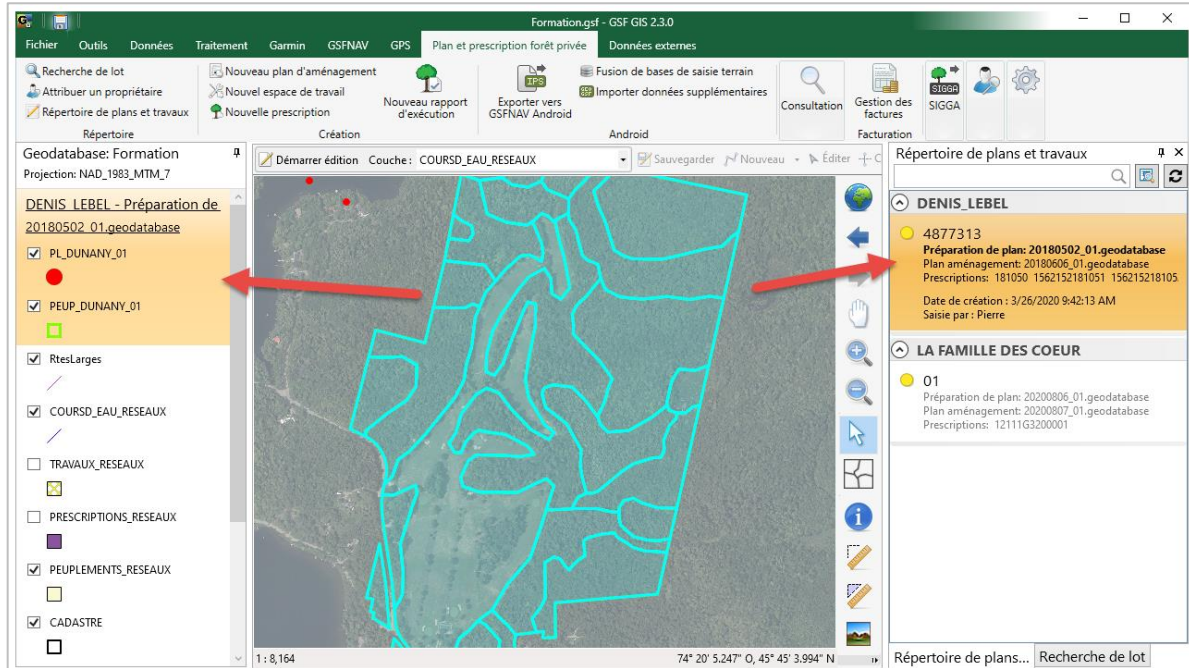 Formation.gsf - GSF GIS 2.3.0
Fichier Outils Données Traitement Garmin GSFNAV GPS Plan et prescription forêt privée Données externes
Recherche de lot
Attribuer un propriétaire
Répertoire de plans et travaux
Répertoire
Nouveau plan d'aménagement
Nouvel espace de travail
Nouvelle prescription
Nouveau rapport
d'exécution
Création
IPS
Exporter vers
GSFNAV Android
Fusion de bases de saisie terrain
Importer données supplémentaires
Android
Consultation
Gestion des
factures
Facturation
SIGGA
SIGGA
Geodatabase: Formation
Projection: NAD_1983_MTM_7
DENIS_LEBEL - Préparation de
20180502_01.geodatabase
PL_DUNANY_01
PEUP_DUNANY_01
RtesLarges
COURSD_EAU_RESEAUX
TRAVAUX_RESEAUX
PRESCRIPTIONS_RESEAUX
PEUPLEMENTS_RESEAUX
CADASTRE
Démarrer édition Couche : COURSD_EAU_RESEAUX Sauvegarder Nouveau Éditer C
1 : 8,164
74° 20' 5.247" O, 45° 45' 3.994" N
Répertoire de plans et travaux
DENIS_LEBEL
4877313
Préparation de plan: 20180502_01.geodatabase
Plan aménagement: 20180606_01.geodatabase
Prescriptions: 181050 1562152181051 156215218105
Date de création : 3/26/2020 9:42:13 AM
Saisie par : Pierre
LA FAMILLE DES COEUR
01
Préparation de plan: 20200806_01.geodatabase
Plan aménagement: 20200807_01.geodatabase
Prescriptions: 12111G3200001
Répertoire de plans... Recherche de lot